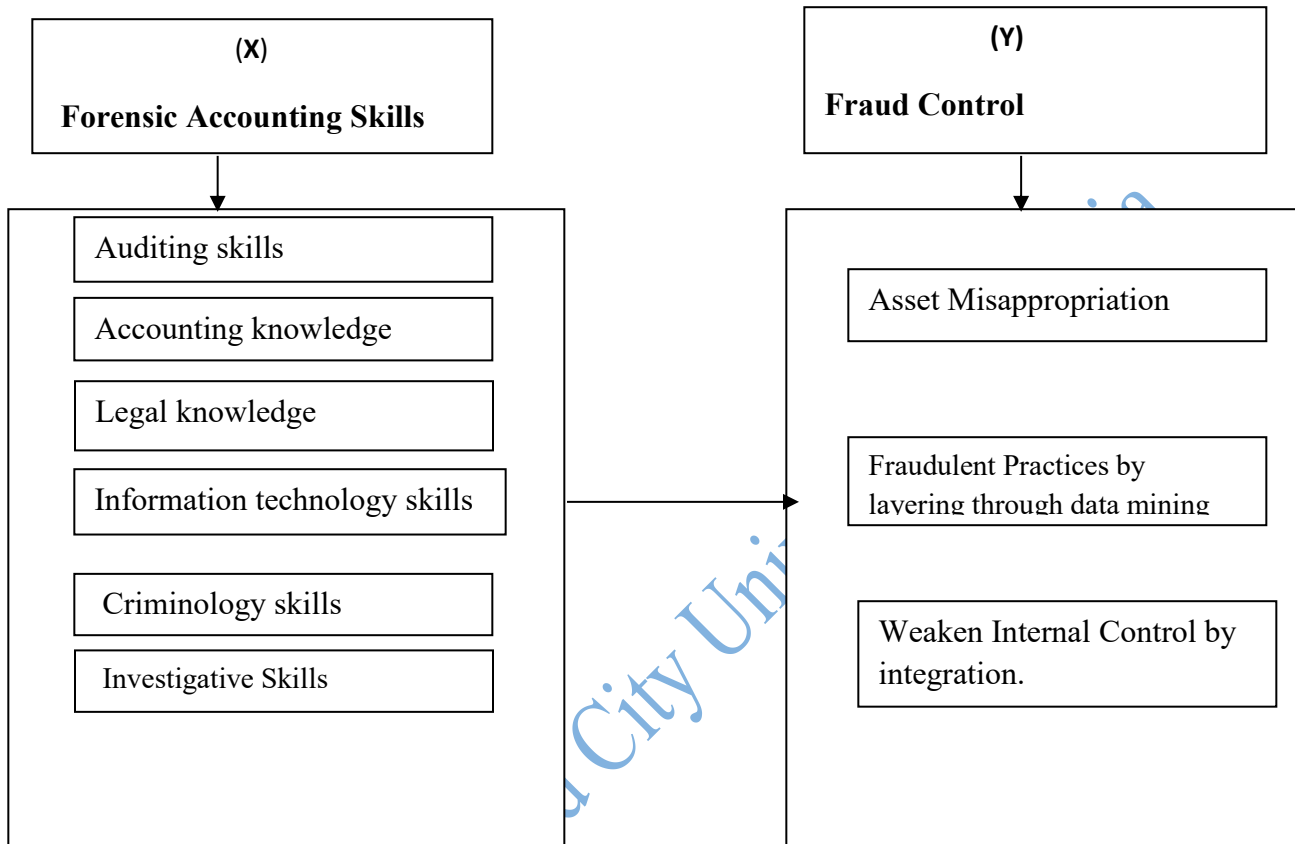 (X)
Forensic Accounting Skills
(Y)
Fraud Control
Auditing skills
Accounting knowledge
Legal knowledge
Information technology skills
Criminology skills
Investigative Skills
Asset Misappropriation
Fraudulent Practices by
layering through data mining
Weaken Internal Control by
integration.
City